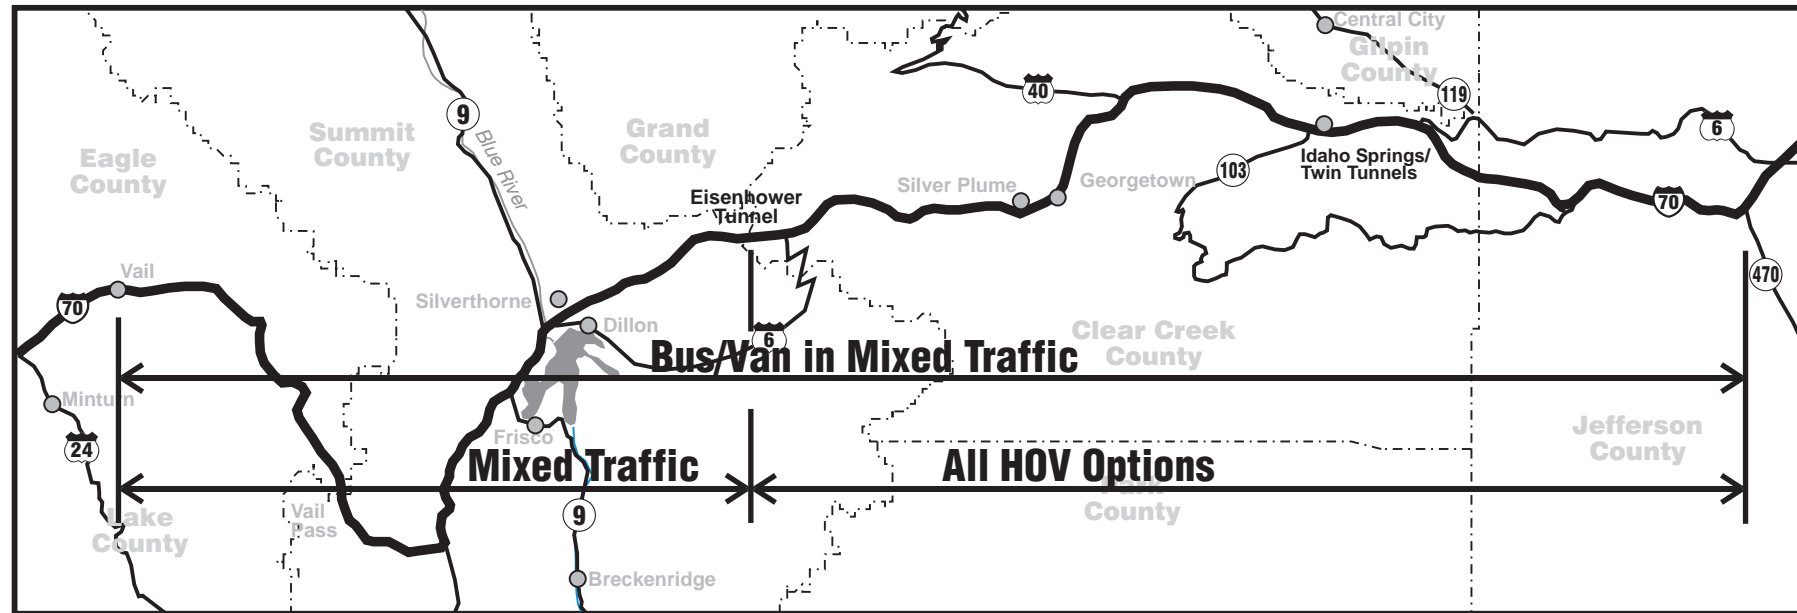 Central City
Gilpin
County
40
119
9
6
Summit
County
Grand
County
Eagle
County
Blue River
Idaho Springs/
Twin Tunnels
103
Silver Plume
Georgetown
Eisenhower
Tunnel
70
Vail
70
Silverthorne
470
Dillon
6
Clear Creek
County
Bus/Van in Mixed Traffic
Minturn
24
Frisco
Jefferson
County
Mixed Traffic
All HOV Options
Park
County
Lake
County
Vail
Pass
9
Breckenridge